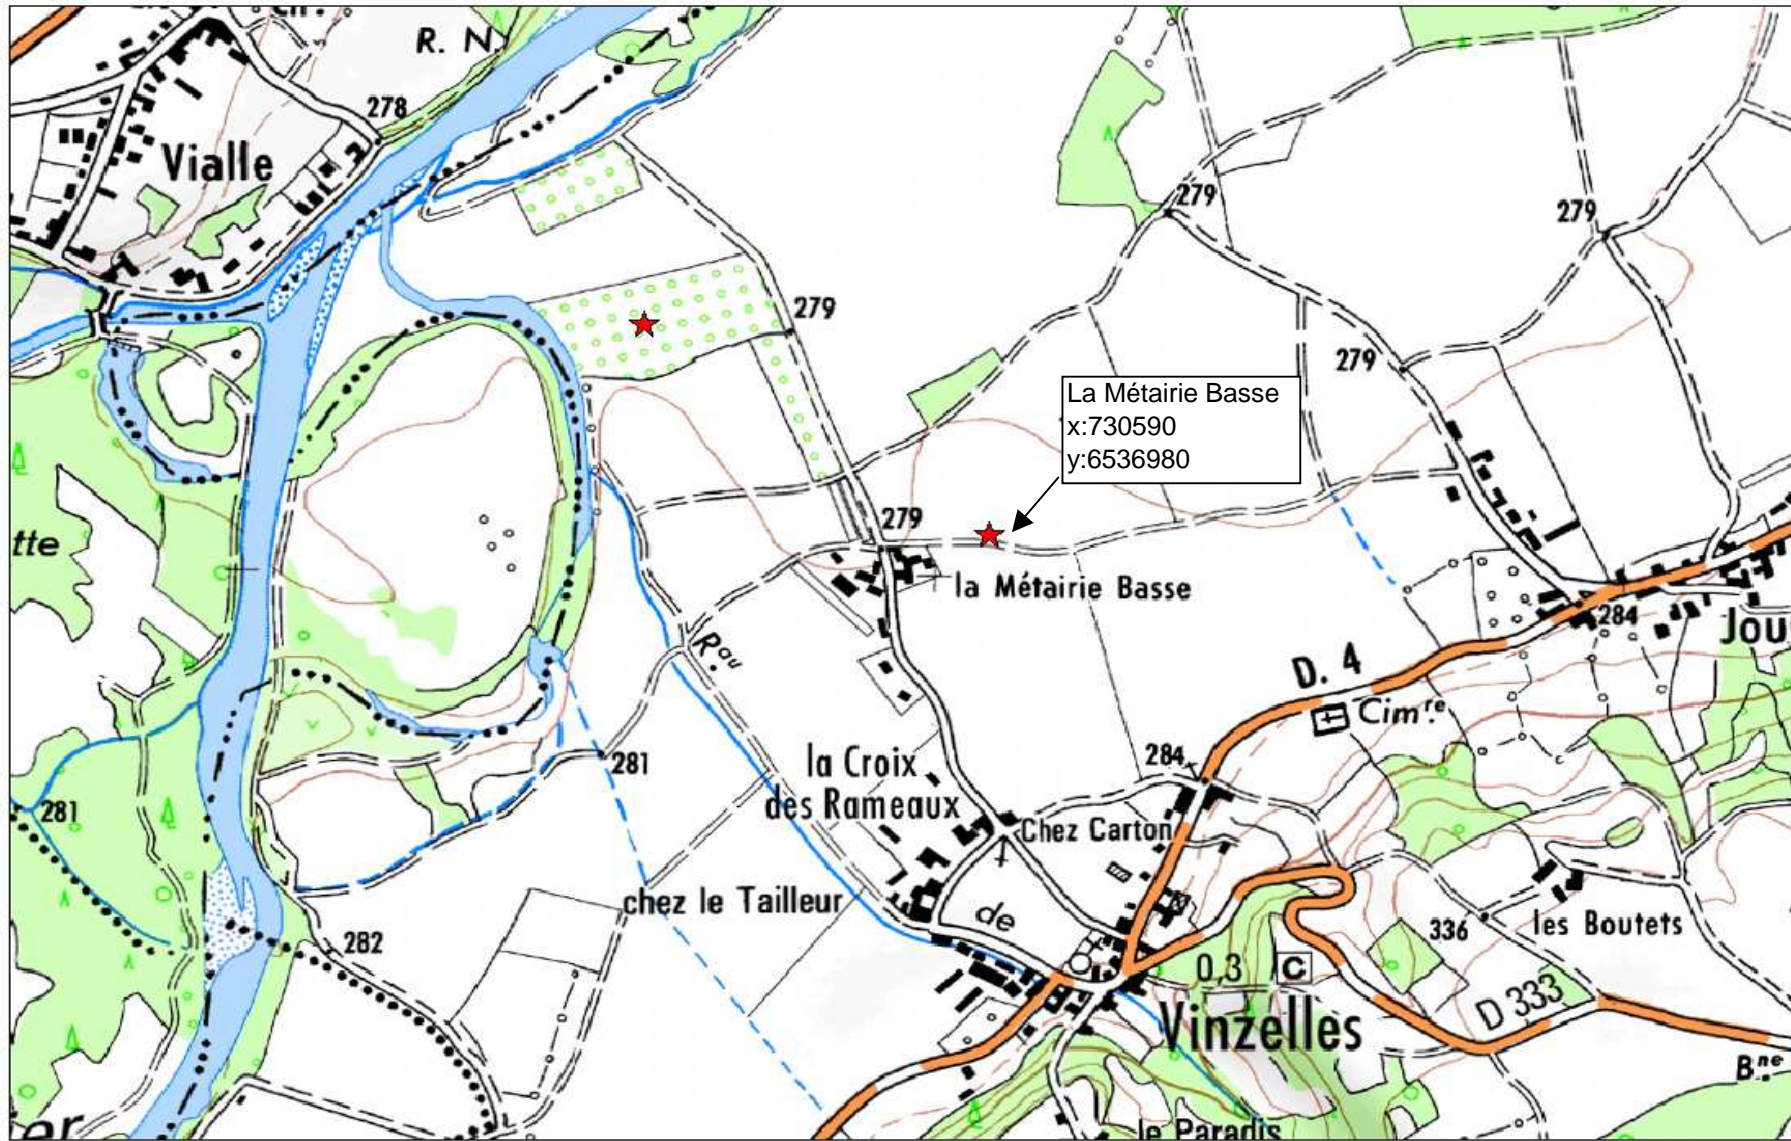 R. N.
278
Vialle
279
279
279
279
La Métairie Basse
x:730590
y:6536980
tte
279
la Métairie Basse
284
Jou
R.au
D. 4
Cim.re
281
284
la Croix
des Rameaux
281
Chez Carton
chez le Tailleur
de
les Boutets
336
282
0,3
C
D 333
Vinzelles
Bne
er
le Paradis